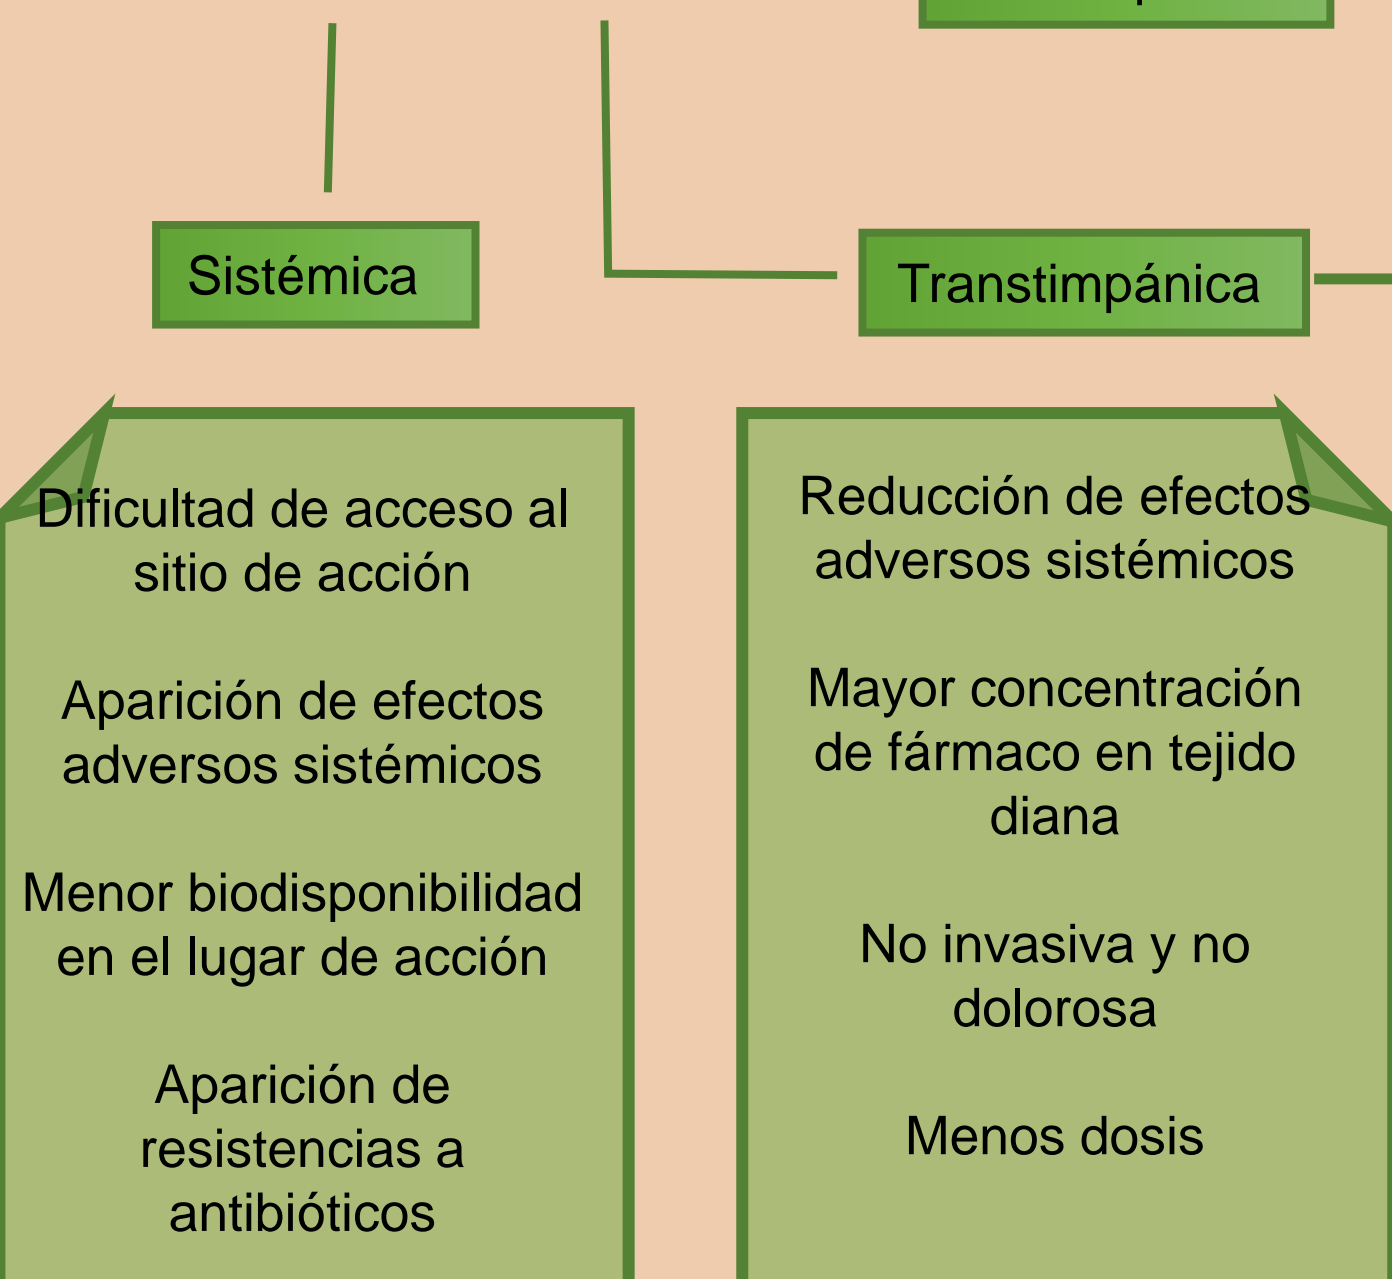 Sistémica
Transtimpánica
Dificultad de acceso al
sitio de acción
Aparición de efectos
adversos sistémicos
Menor biodisponibilidad
en el lugar de acción
Aparición de
resistencias a
antibióticos
Reducción de efectos
adversos sistémicos
Mayor concentración
de fármaco en tejido
diana
No invasiva y no
dolorosa
Menos dosis